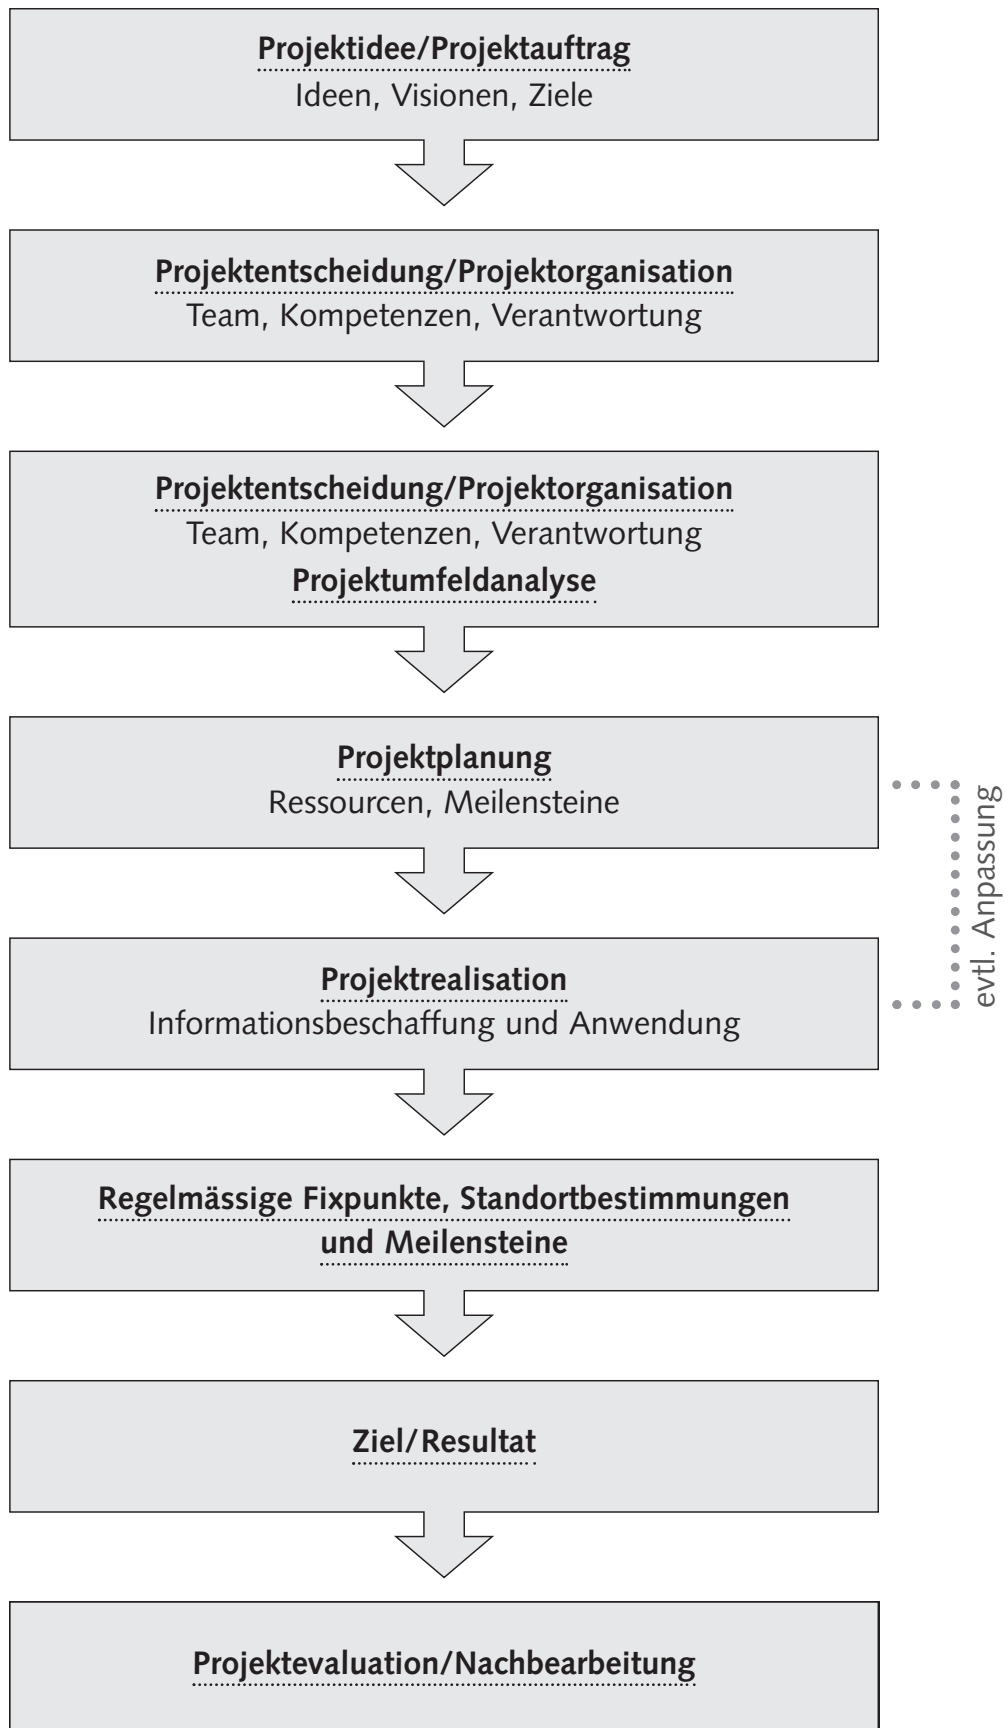 Projektidee/Projektauftrag
Ideen, Visionen, Ziele
Projektentscheidung/Projektorganisation
Team, Kompetenzen, Verantwortung
Projektentscheidung/Projektorganisation
Team, Kompetenzen, Verantwortung
Projektumfeldanalyse
Projektplanung
Ressourcen, Meilensteine
evtl. Anpassung
Projektrealisation
Informationsbeschaffung und Anwendung
Regelmässige Fixpunkte, Standortbestimmungen
und Meilensteine
Ziel/Resultat
Projektevaluation/Nachbearbeitung